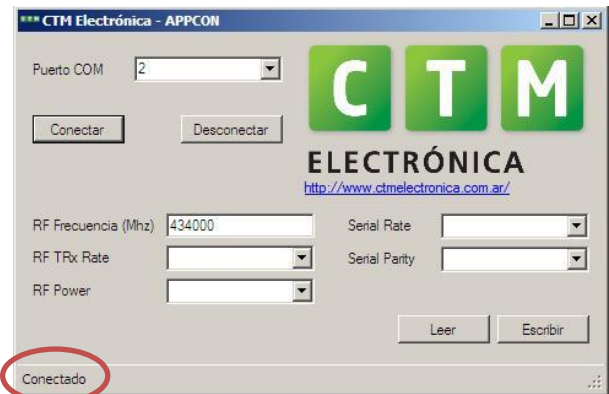 CTM Electrónica - APPCON
Puerto COM 2
Conectar Desconectar
CTM
ELECTRÓNICA
http://www.ctmelectronica.com.ar/
RF Frecuencia (Mhz) 434000 Serial Rate
RF TRx Rate Serial Parity
RF Power
Leer Escribir
Conectado